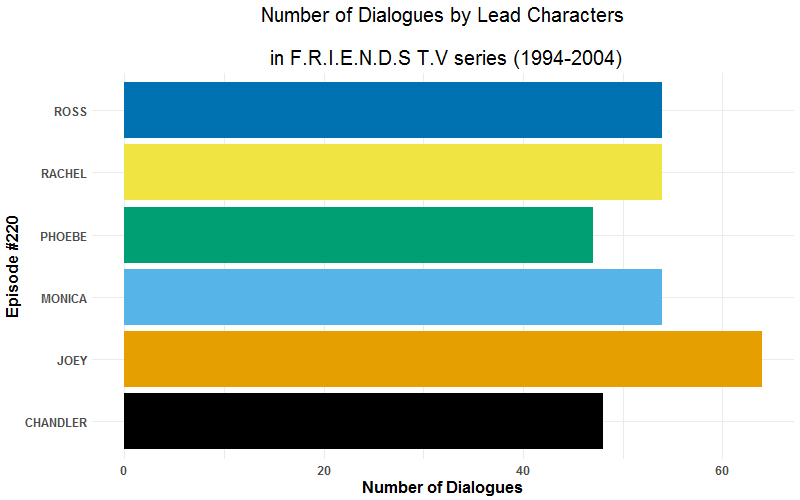 Number of Dialogues by Lead Characters
in F.R.I.E.N.D.S T.V series (1994-2004)
Episode #220
ROSS
RACHEL
PHOEBE
MONICA
JOEY
CHANDLER
0 20 40 60
Number of Dialogues